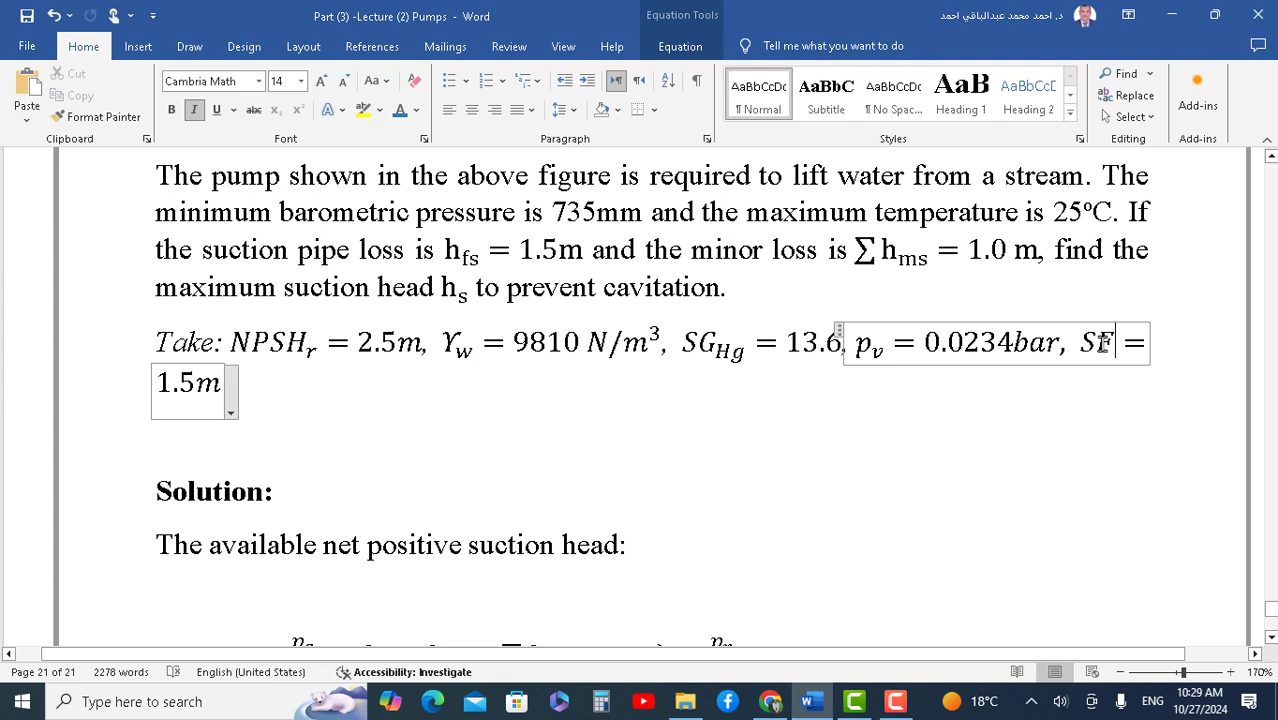 Part (3) -Lecture (2) Pumps - Word
Equation Tools
د. احمد محمد عبدالباقي احمد
File Home Insert Draw Design Layout References Mailings Review View Help Equation Tell me what you want to do
Paste
Cut
Copy
Format Painter
Cambria Math 14
B I U abc
AaBbCcDc AaBbC AaBbCcDc AaB AaBbCcDc
¶ Normal Subtitle ¶ No Spac... Heading 1 Heading 2
Find
Replace
Select
Add-ins
Clipboard Font Paragraph Styles Editing Add-ins
The pump shown in the above figure is required to lift water from a stream. The
minimum barometric pressure is 735mm and the maximum temperature is 25°C. If
the suction pipe loss is h_fs = 1.5m and the minor loss is ∑ h_ms = 1.0 m, find the
maximum suction head h_s to prevent cavitation.
Take: NPSH_r = 2.5m, ϒ_w = 9810 N/m³, SG_Hg = 13.6, p_v = 0.0234bar, SF =
1.5m
Solution:
The available net positive suction head:
Page 21 of 21 2278 words English (United States) Accessibility: Investigate 170%
Type here to search
18°C
ENG
10:29 AM
10/27/2024